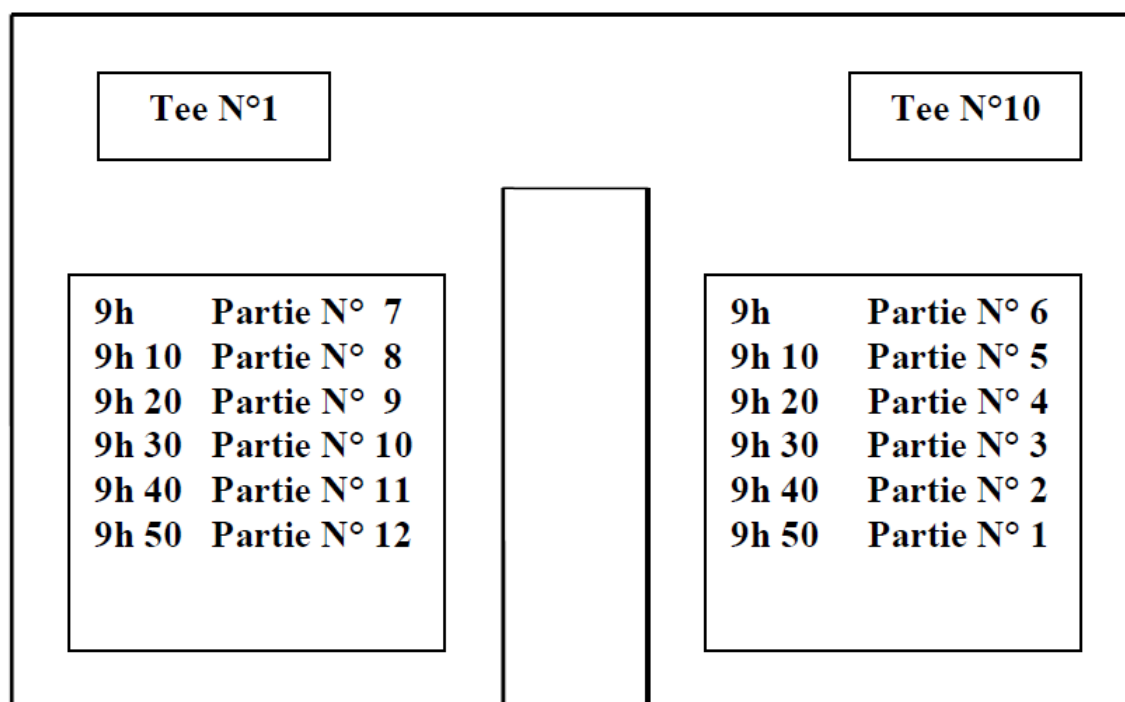 Tee N°1
Tee N°10
9h Partie N° 7
9h 10 Partie N° 8
9h 20 Partie N° 9
9h 30 Partie N° 10
9h 40 Partie N° 11
9h 50 Partie N° 12
9h Partie N° 6
9h 10 Partie N° 5
9h 20 Partie N° 4
9h 30 Partie N° 3
9h 40 Partie N° 2
9h 50 Partie N° 1